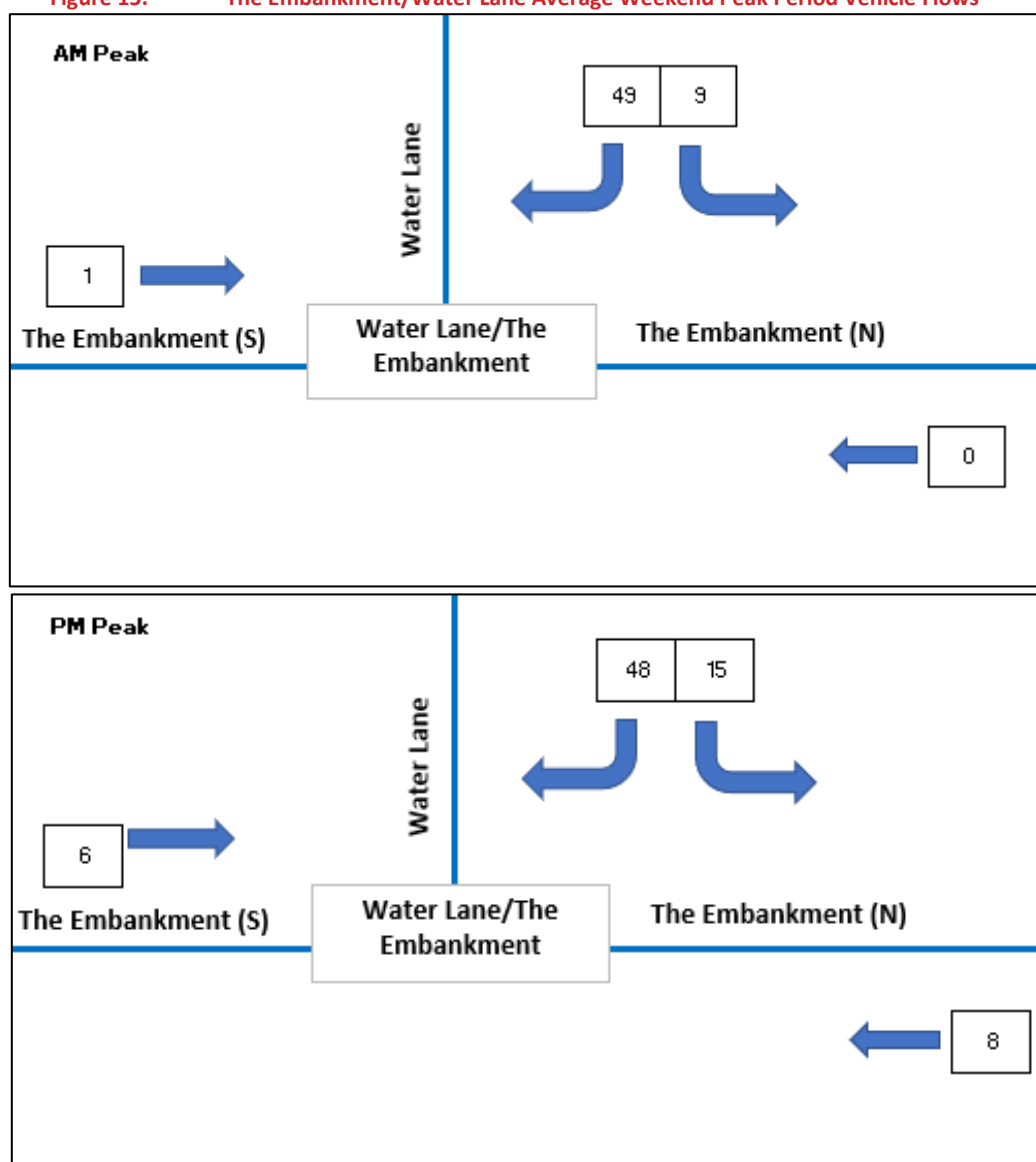 Figure 15: The Embankment/Water Lane Average Weekend Peak Period Vehicle Flows
AM Peak
49 9
Water Lane
1
The Embankment (S)
Water Lane/The
Embankment
The Embankment (N)
0
PM Peak
48 15
Water Lane
6
The Embankment (S)
Water Lane/The
Embankment
The Embankment (N)
8